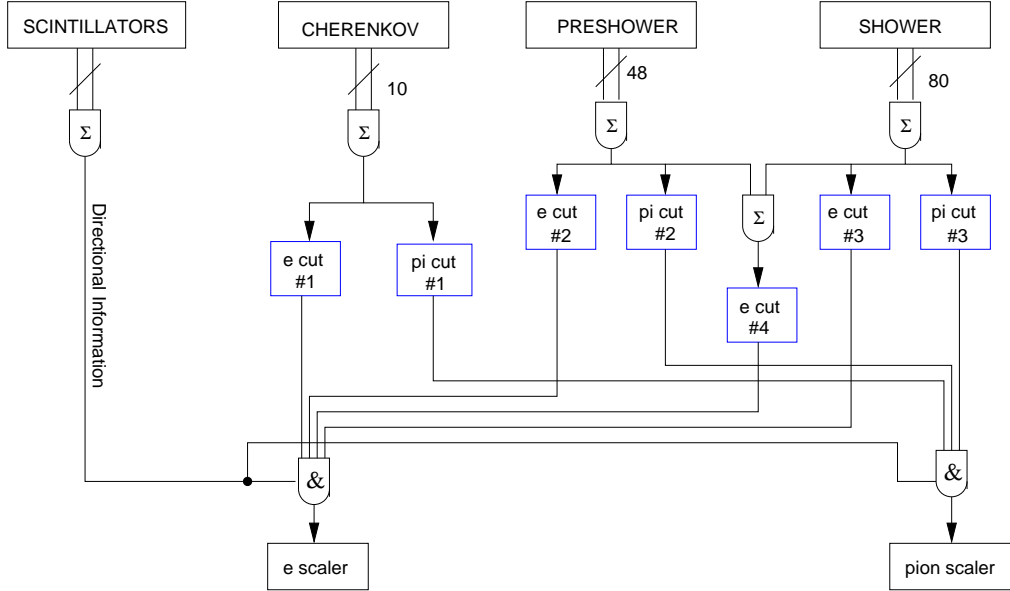 SCINTILLATORS
CHERENKOV
PRESHOWER
SHOWER
10
48
80
Σ
Σ
Σ
Σ
Directional Information
e cut
#1
pi cut
#1
e cut
#2
pi cut
#2
Σ
e cut
#3
pi cut
#3
e cut
#4
&
&
e scaler
pion scaler